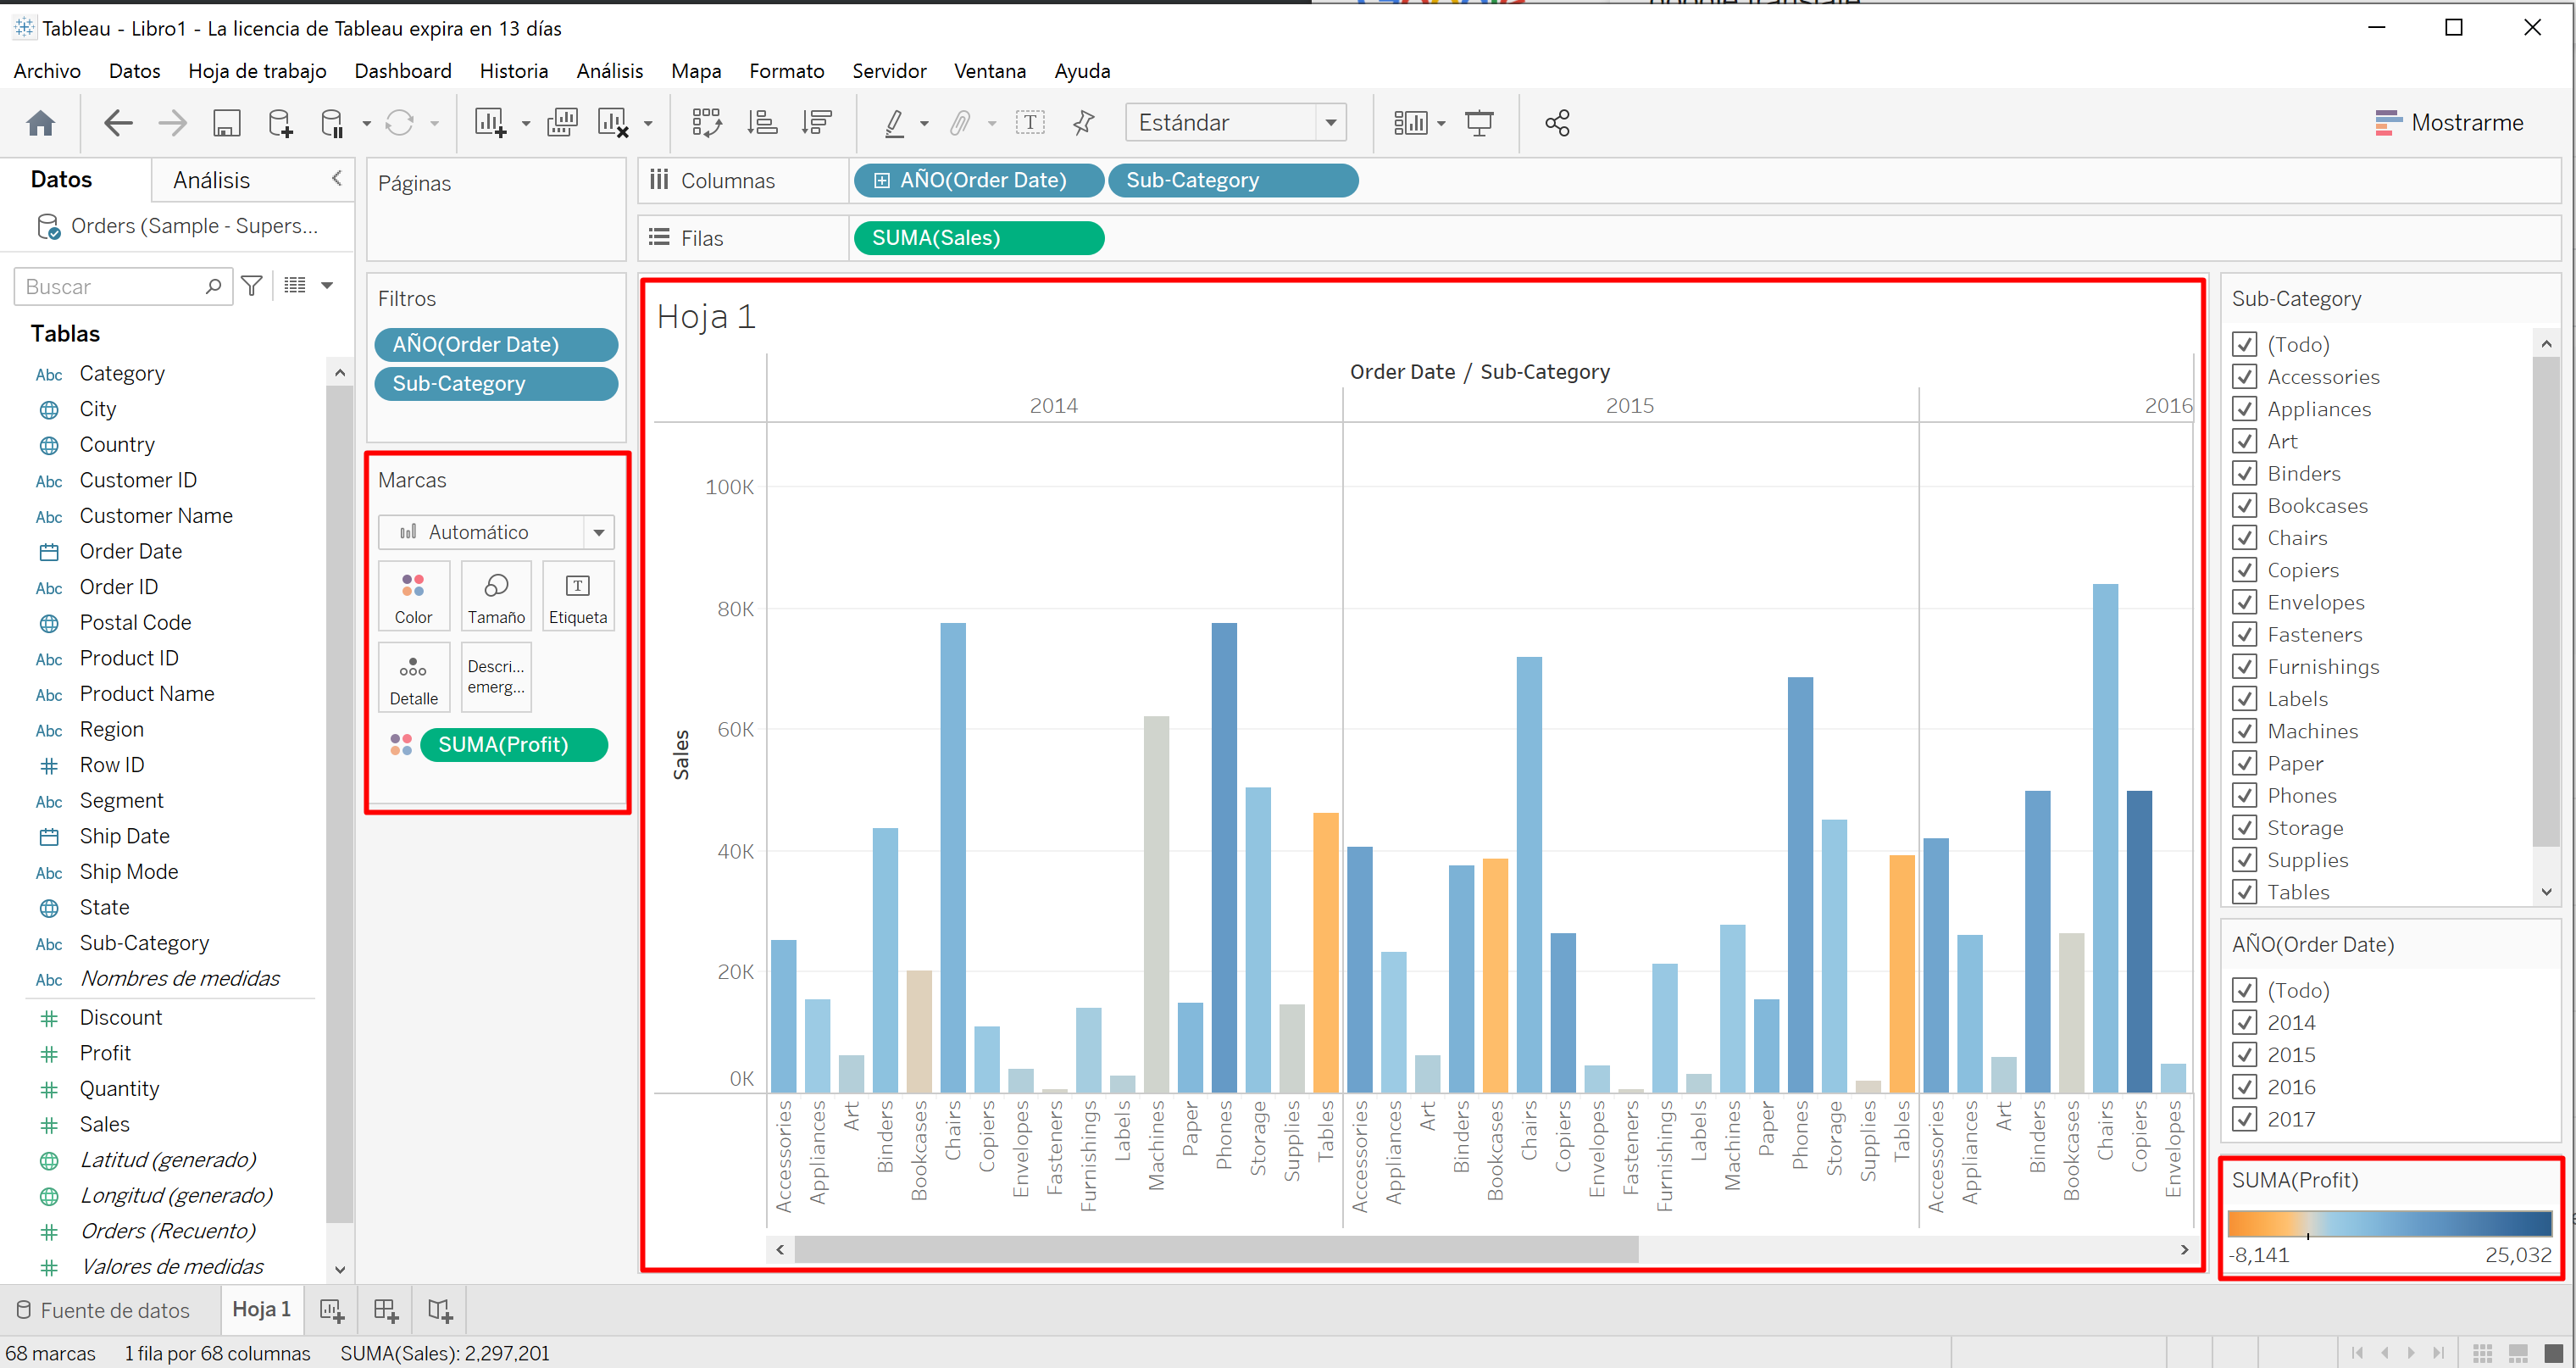 Tableau - Libro1 - La licencia de Tableau expira en 13 días
Archivo Datos Hoja de trabajo Dashboard Historia Análisis Mapa Formato Servidor Ventana Ayuda
Estándar
Mostrarme
Datos Análisis
Orders (Sample - Supers...
Buscar
Tablas
Abc Category
City
Country
Abc Customer ID
Abc Customer Name
Order Date
Abc Order ID
Postal Code
Abc Product ID
Abc Product Name
Abc Region
Row ID
Abc Segment
Ship Date
Abc Ship Mode
State
Abc Sub-Category
Abc Nombres de medidas
Discount
Profit
Quantity
Sales
Latitud (generado)
Longitud (generado)
Orders (Recuento)
Valores de medidas
Páginas
Filtros
AÑO(Order Date)
Sub-Category
Marcas
Automático
Color Tamaño Etiqueta
Detalle
Descri...
emerg...
SUMA(Profit)
Columnas AÑO(Order Date) Sub-Category
Filas SUMA(Sales)
Hoja 1
Order Date / Sub-Category
2014 2015 2016
Sales
100K
80K
60K
40K
20K
0K
Accessories Appliances Art Binders Bookcases Chairs Copiers Envelopes Fasteners Furnishings Labels Machines Paper Phones Storage Supplies Tables Accessories Appliances Art Binders Bookcases Chairs Copiers Envelopes Fasteners Furnishings Labels Machines Paper Phones Storage Supplies Tables Accessories Appliances Art Binders Bookcases Chairs Copiers Envelopes
Sub-Category
(Todo)
Accessories
Appliances
Art
Binders
Bookcases
Chairs
Copiers
Envelopes
Fasteners
Furnishings
Labels
Machines
Paper
Phones
Storage
Supplies
Tables
AÑO(Order Date)
(Todo)
2014
2015
2016
2017
SUMA(Profit)
-8,141 25,032
Fuente de datos Hoja 1
68 marcas 1 fila por 68 columnas SUMA(Sales): 2,297,201